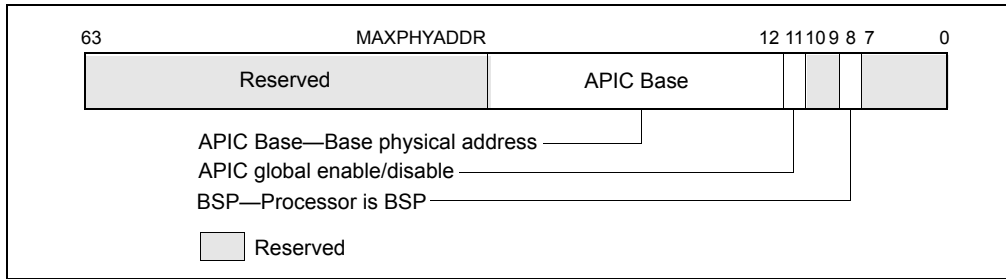 63 MAXPHYADDR 12 11 10 9 8 7 0
Reserved APIC Base
APIC Base—Base physical address
APIC global enable/disable
BSP—Processor is BSP
Reserved